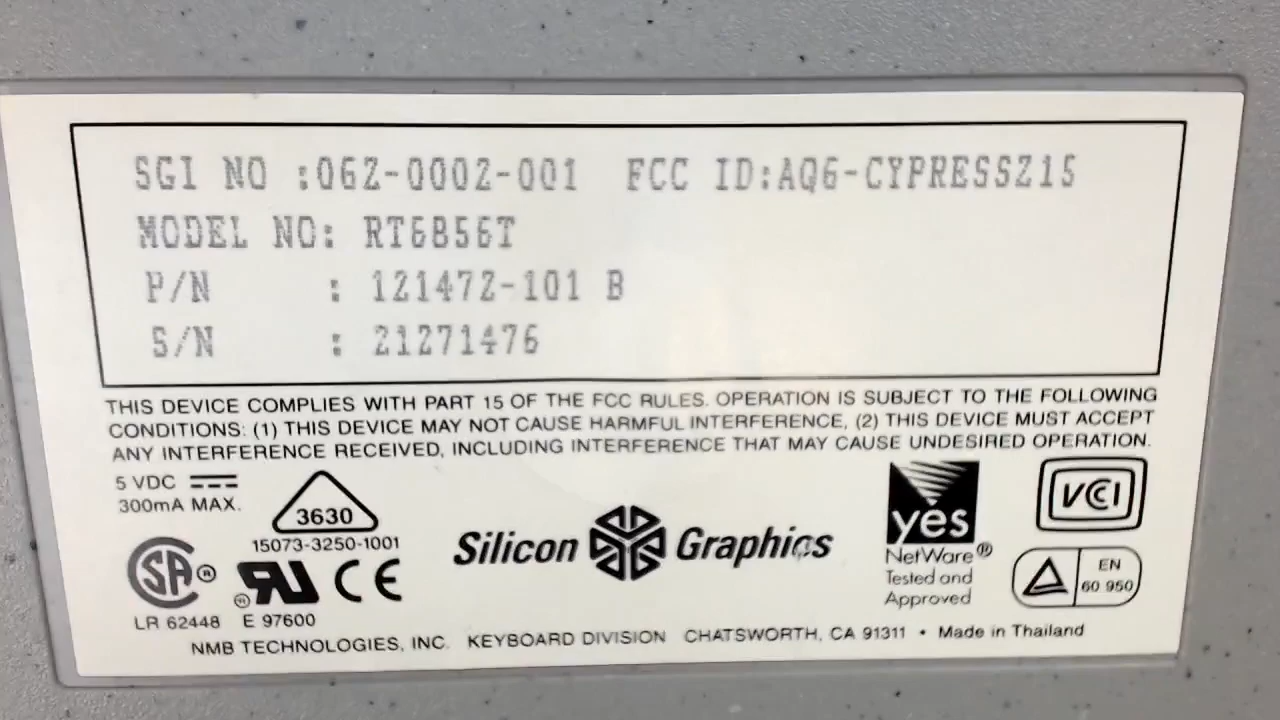 SGI NO :062-0002-001 FCC ID:AQ6-CYPRESSZ15
MODEL NO: RT6856T
P/N : 121472-101 B
S/N : 21271476
THIS DEVICE COMPLIES WITH PART 15 OF THE FCC RULES. OPERATION IS SUBJECT TO THE FOLLOWING
CONDITIONS: (1) THIS DEVICE MAY NOT CAUSE HARMFUL INTERFERENCE, (2) THIS DEVICE MUST ACCEPT
ANY INTERFERENCE RECEIVED, INCLUDING INTERFERENCE THAT MAY CAUSE UNDESIRED OPERATION.
5 VDC
300mA MAX.
3630
15073-3250-1001
SA ®
RU ®
CE
LR 62448 E 97600
Silicon Graphics
yes
NetWare®
Tested and
Approved
VCI
EN
60 950
NMB TECHNOLOGIES, INC. KEYBOARD DIVISION CHATSWORTH, CA 91311 • Made in Thailand